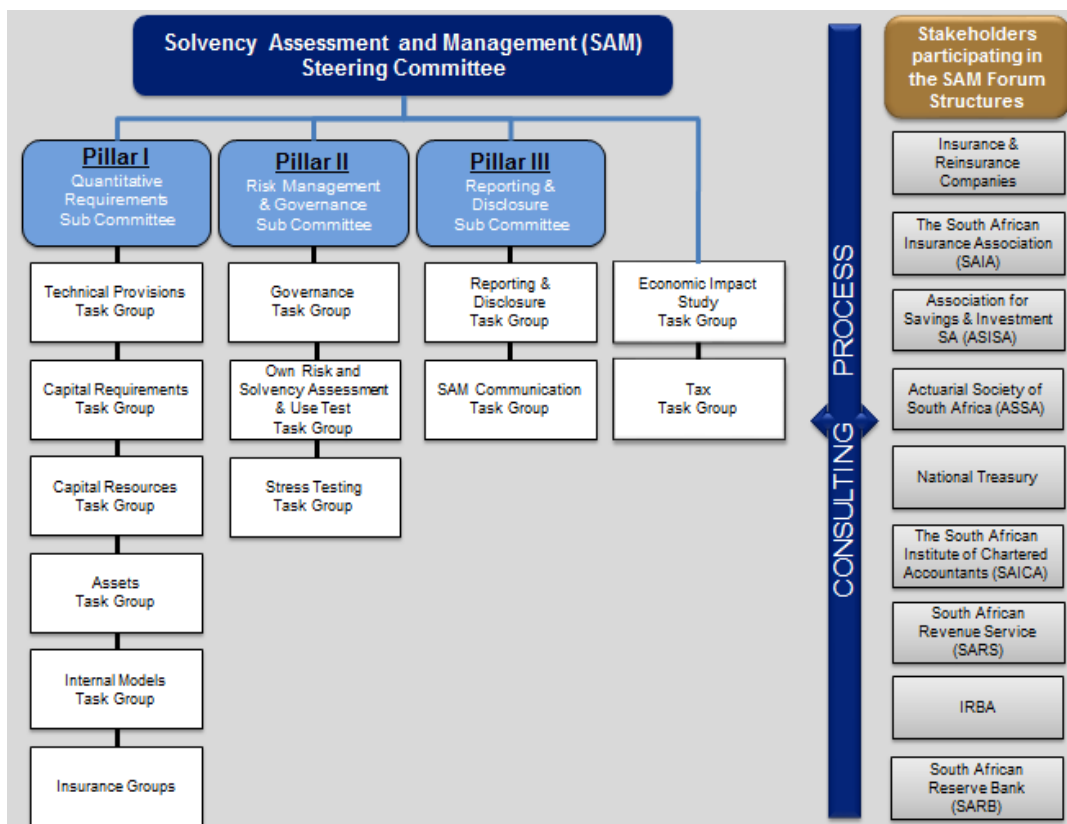 Solvency Assessment and Management (SAM)
Steering Committee
Pillar I
Quantitative
Requirements
Sub Committee
Technical Provisions
Task Group
Capital Requirements
Task Group
Capital Resources
Task Group
Assets
Task Group
Internal Models
Task Group
Insurance Groups
Pillar II
Risk Management
& Governance
Sub Committee
Governance
Task Group
Own Risk and
Solvency Assessment
& Use Test
Task Group
Stress Testing
Task Group
Pillar III
Reporting &
Disclosure
Sub Committee
Reporting &
Disclosure
Task Group
SAM Communication
Task Group
Economic Impact
Study
Task Group
Tax
Task Group
CONSULTING PROCESS
Stakeholders
participating in
the SAM Forum
Structures
Insurance &
Reinsurance
Companies
The South African
Insurance Association
(SAIA)
Association for
Savings & Investment
SA (ASISA)
Actuarial Society of
South Africa (ASSA)
National Treasury
The South African
Institute of Chartered
Accountants (SAICA)
South African
Revenue Service
(SARS)
IRBA
South African
Reserve Bank
(SARB)